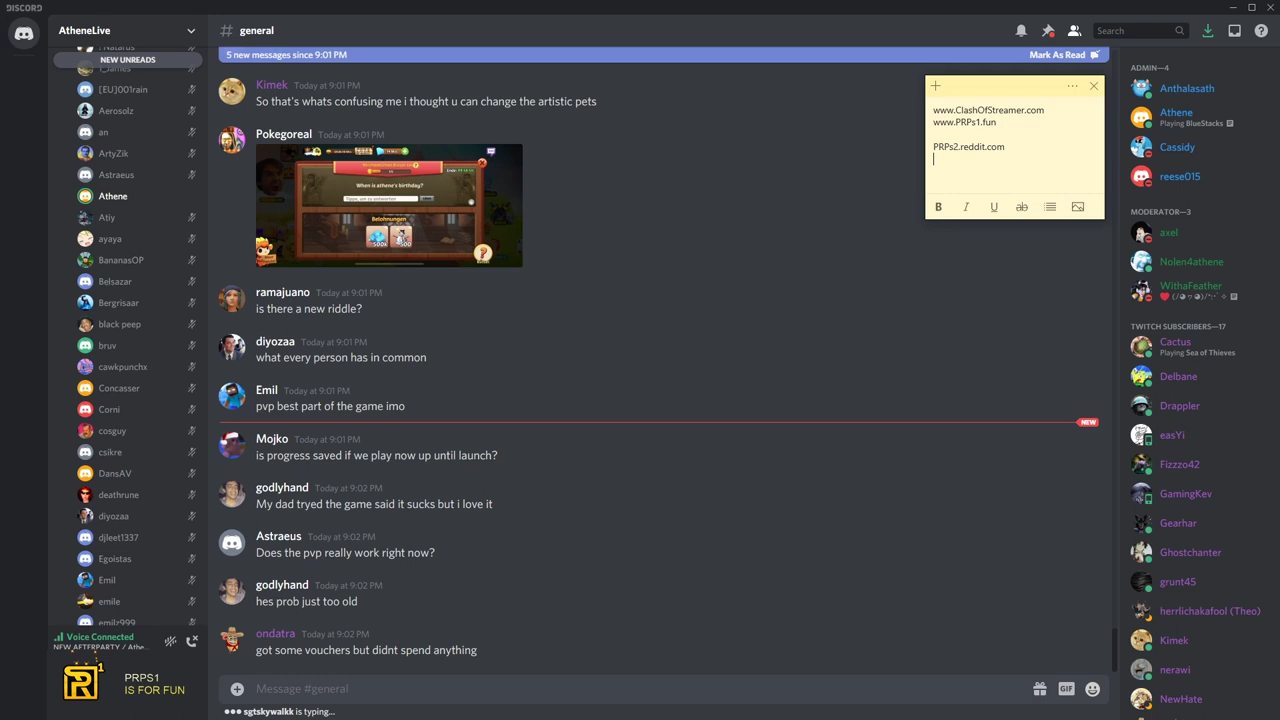 DISCORD
AtheneLive
NEW UNREADS
[EU]001rain
Aerosolz
an
ArtyZik
Astraeus
Athene
Atiy
ayaya
BananasOP
Belsazar
Bergrisaar
black peep
bruv
cawkpunchx
Concasser
Corni
cosguy
csikre
DansAV
deathrune
diyozaa
djleet1337
Egoistas
Emil
emile
emilz999
Voice Connected
NEW AFTERPARTY / Athe...
PRPS1
IS FOR FUN
# general
Search
5 new messages since 9:01 PM
Mark As Read
Kimek Today at 9:01 PM
So that's whats confusing me i thought u can change the artistic pets
Pokegoreal Today at 9:01 PM
When is athene's birthday?
Belohnungen
ramajuano Today at 9:01 PM
is there a new riddle?
diyozaa Today at 9:01 PM
what every person has in common
Emil Today at 9:01 PM
pvp best part of the game imo
NEW
Mojko Today at 9:01 PM
is progress saved if we play now up until launch?
godlyhand Today at 9:02 PM
My dad tryed the game said it sucks but i love it
Astraeus Today at 9:02 PM
Does the pvp really work right now?
godlyhand Today at 9:02 PM
hes prob just too old
ondatra Today at 9:02 PM
got some vouchers but didnt spend anything
Message #general
GIF
sgtskywalkk is typing...
www.ClashOfStreamer.com
www.PRPs1.fun
PRPs2.reddit.com
B I U ab
ADMIN—4
Anthalasath
Athene
Playing BlueStacks
Cassidy
reese015
MODERATOR—3
axel
Nolen4athene
WithaFeather
TWITCH SUBSCRIBERS—17
Cactus
Playing Sea of Thieves
Delbane
Drappler
easYi
Fizzzo42
GamingKev
Gearhar
Ghostchanter
grunt45
herrlichakafool (Theo)
Kimek
nerawi
NewHate